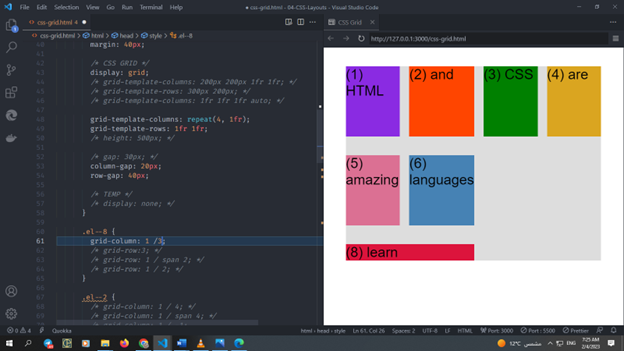 File Edit Selection View Go Run Terminal Help
css-grid.html - 04-CSS-Layouts - Visual Studio Code
css-grid.html 4
CSS Grid
css-grid.html > html > head > style > .el--8
http://127.0.0.1:3000/css-grid.html
40 margin: 40px;
42 /* CSS GRID */
43 display: grid;
44 /* grid-template-columns: 200px 200px 1fr 1fr; */
45 /* grid-template-rows: 300px 200px; */
46 /* grid-template-columns: 1fr 1fr 1fr auto; */
48 grid-template-columns: repeat(4, 1fr);
49 grid-template-rows: 1fr 1fr;
50 /* height: 500px; */
52 /* gap: 30px; */
53 column-gap: 20px;
54 row-gap: 40px;
56 /* TEMP */
57 /* display: none; */
58 }
60 .el--8 {
61 grid-column: 1 /3;
62 /* grid-row:3; */
63 /* grid-row: 1 / span 2; */
64 /* grid-row: 1 / 2; */
65 }
67 .el--2 {
68 /* grid-column: 1 / 4; */
/* grid-column: 1 / span 4; */
(1) HTML
(2) and
(3) CSS
(4) are
(5) amazing
(6) languages
(8) learn
0 4 Quokka
html > head > style
Ln 61, Col 26
Spaces: 2
UTF-8
LF
HTML
Port: 3000
Port : 5500
Prettier
12°C
مشمس
ENG
7:25 AM
2/4/2023